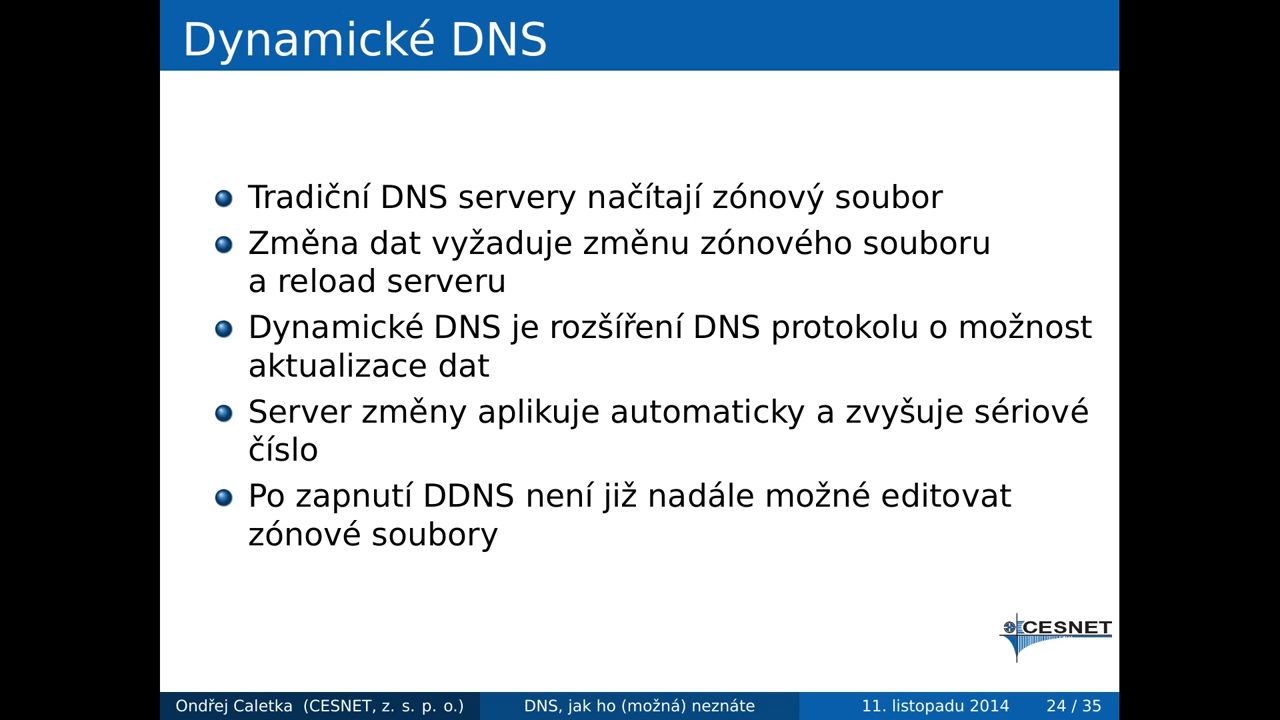 Dynamické DNS
Tradiční DNS servery načítají zónový soubor
Změna dat vyžaduje změnu zónového souboru
a reload serveru
Dynamické DNS je rozšíření DNS protokolu o možnost
aktualizace dat
Server změny aplikuje automaticky a zvyšuje sériové
číslo
Po zapnutí DDNS není již nadále možné editovat
zónové soubory
CESNET
Ondřej Caletka (CESNET, z. s. p. o.)
DNS, jak ho (možná) neznáte
11. listopadu 2014
24 / 35